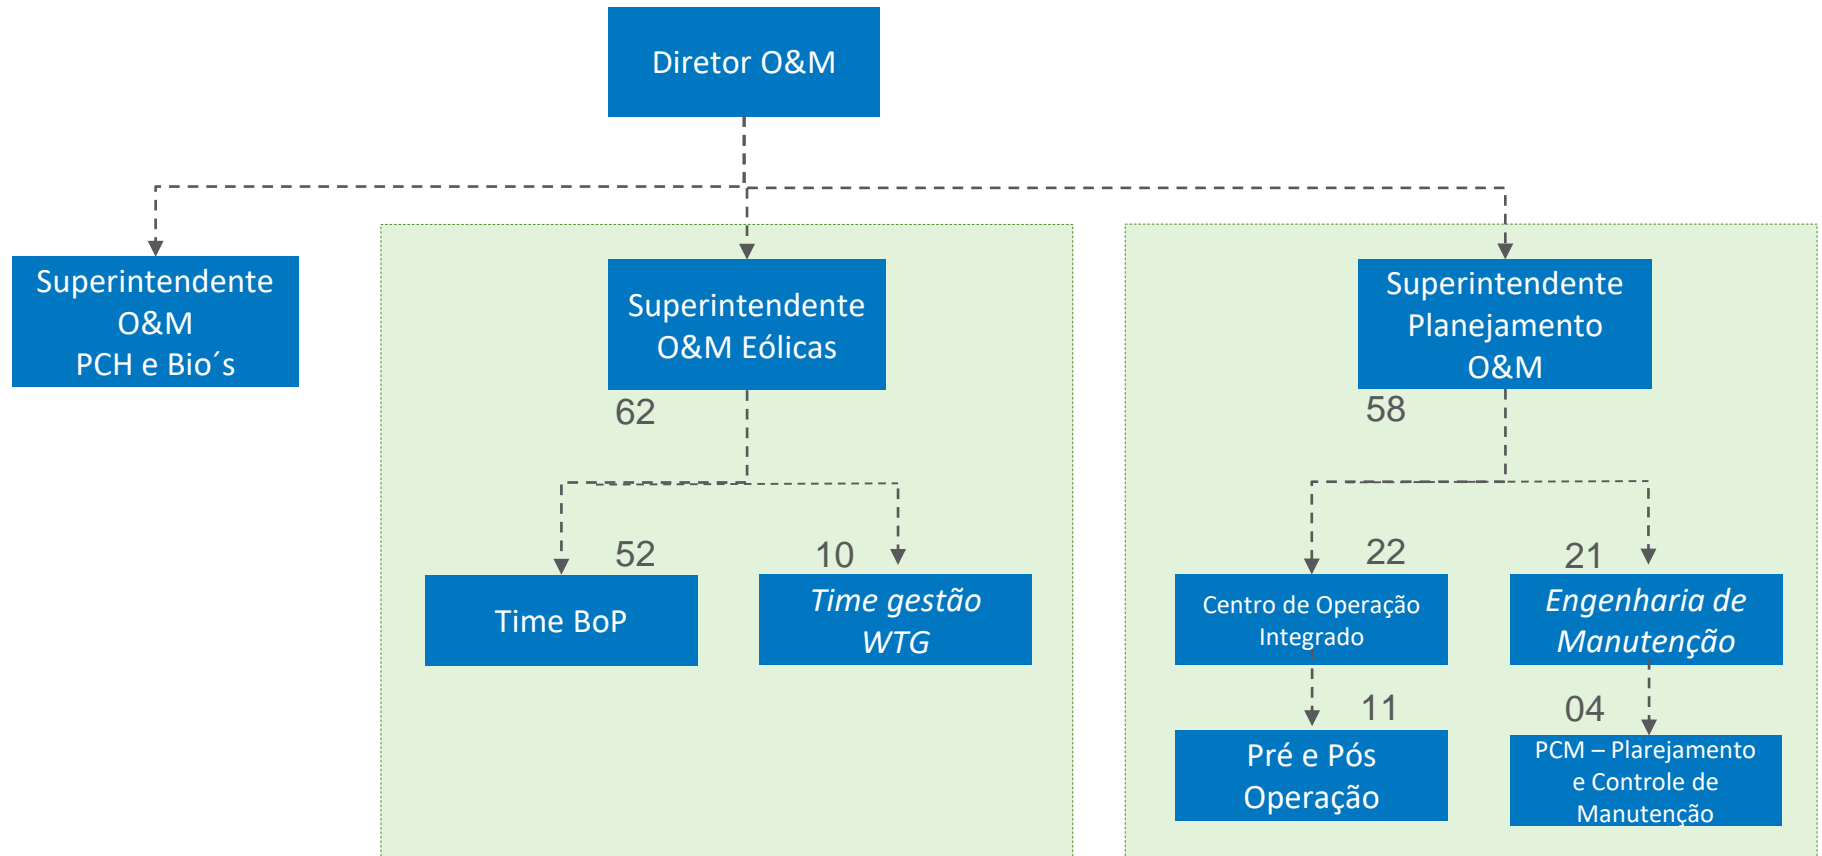 Diretor O&M
Superintendente
O&M
PCH e Bio´s
Superintendente
O&M Eólicas
Superintendente
Planejamento
O&M
62
58
52
10
22
21
Time BoP
Time gestão
WTG
Centro de Operação
Integrado
Engenharia de
Manutenção
11
04
Pré e Pós
Operação
PCM – Plarejamento
e Controle de
Manutenção